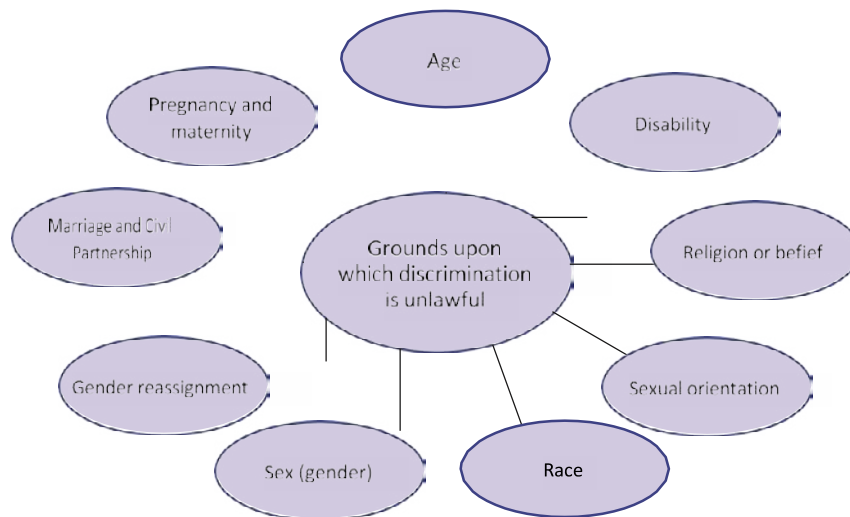 Age
Pregnancy and
maternity
Disability
Marriage and Civil
Partnership
Grounds upon
which discrimination
is unlawful
Religion or befief
Gender reassignment
Sexual orientation
Sex (gender)
Race